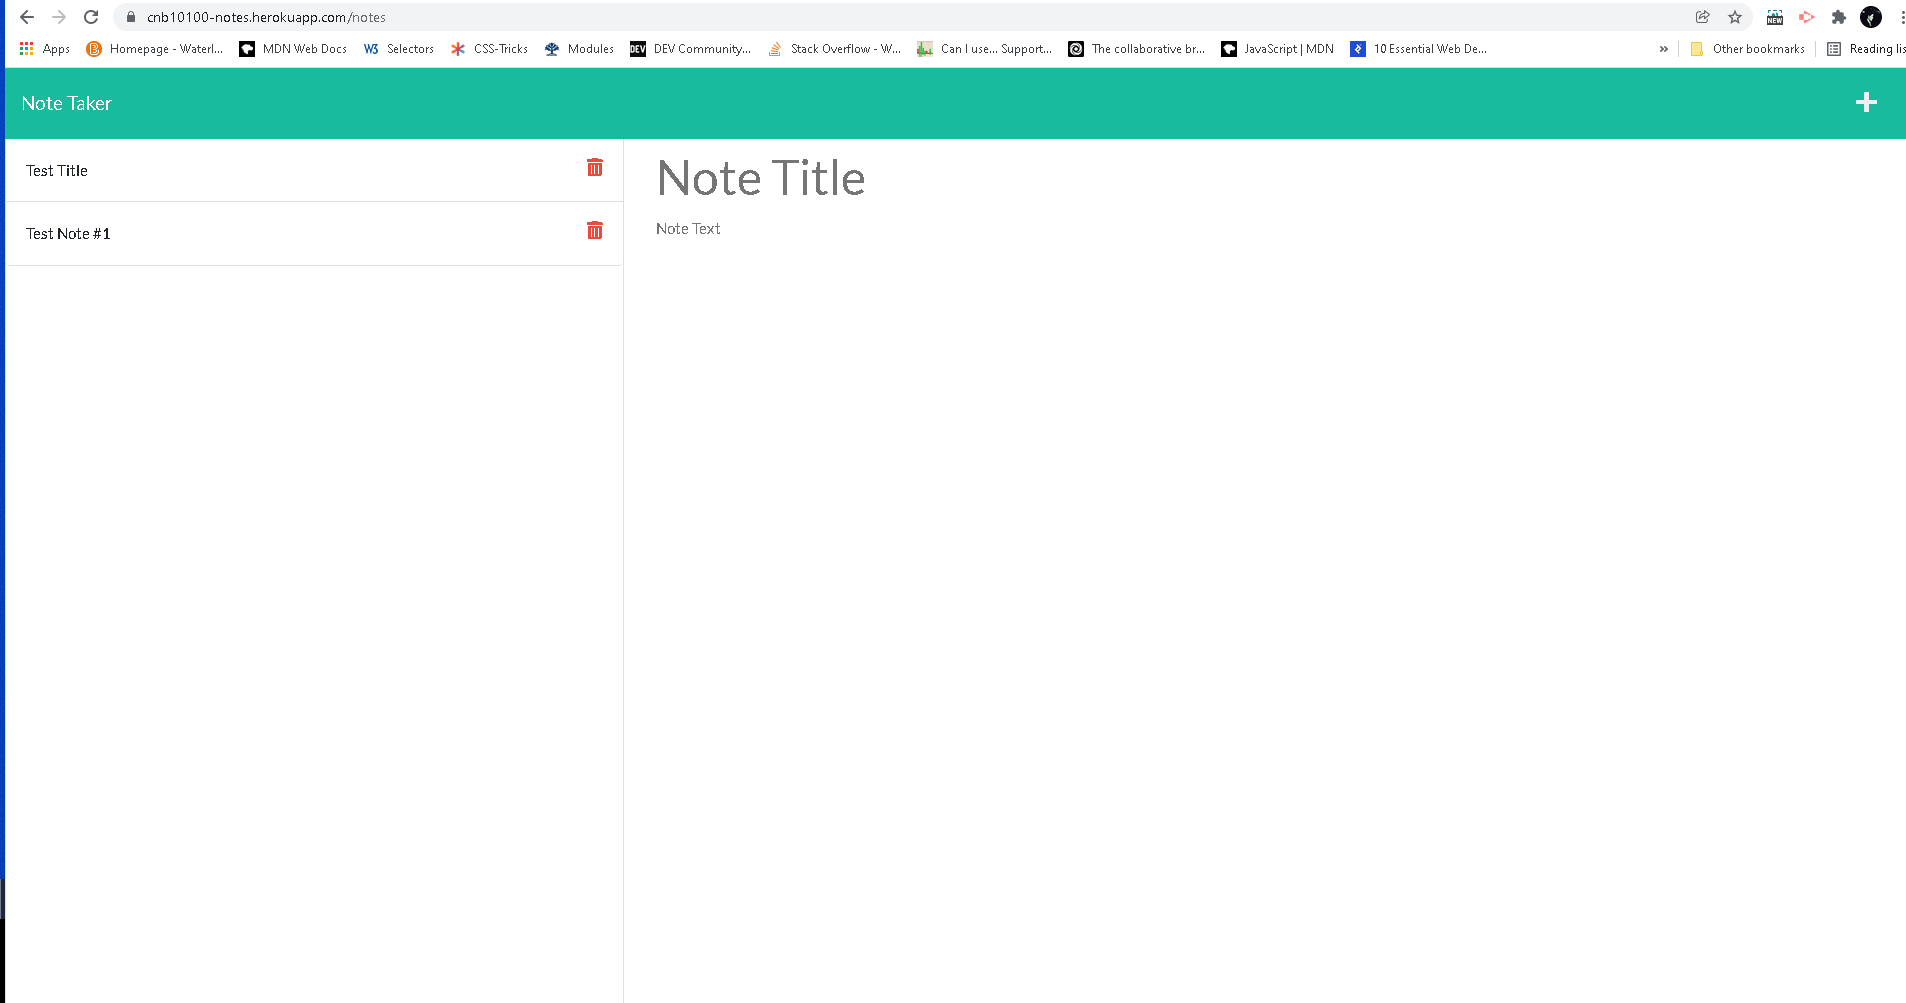 cnb10100-notes.herokuapp.com/notes
Apps Homepage - Waterl... MDN Web Docs W3 Selectors CSS-Tricks Modules DEV DEV Community... Stack Overflow - W... Can I use... Support... The collaborative br... JavaScript | MDN 10 Essential Web De... » Other bookmarks Reading lis
Note Taker
Test Title
Test Note #1
Note Title
Note Text